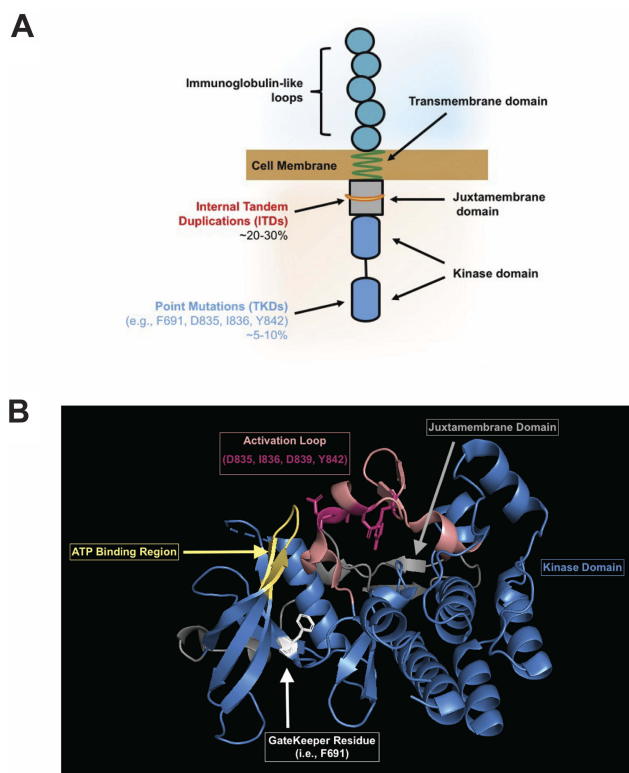 A
Immunoglobulin-like
loops
Transmembrane domain
Cell Membrane
Internal Tandem
Duplications (ITDs)
~20-30%
Juxtamembrane
domain
Kinase domain
Point Mutations (TKDs)
(e.g., F691, D835, I836, Y842)
~5-10%
B
Juxtamembrane Domain
Activation Loop
(D835, I836, D839, Y842)
ATP Binding Region
Kinase Domain
GateKeeper Residue
(i.e., F691)